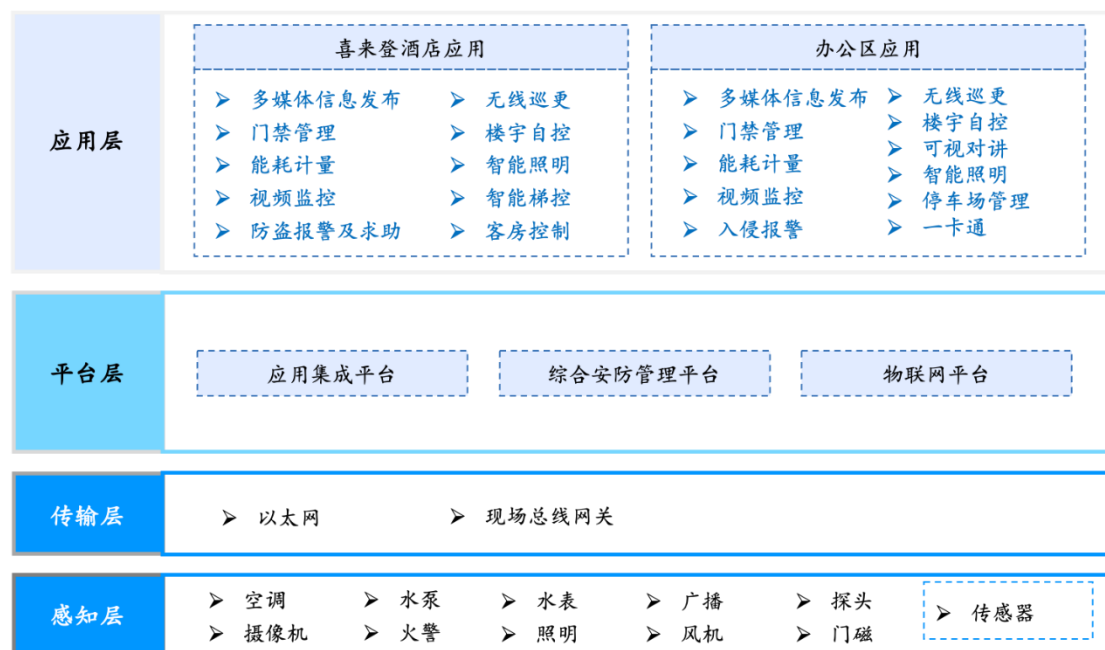 应用层
喜来登酒店应用
多媒体信息发布
门禁管理
能耗计量
视频监控
防盗报警及求助
无线巡更
楼宇自控
智能照明
智能梯控
客房控制
办公区应用
多媒体信息发布
门禁管理
能耗计量
视频监控
入侵报警
无线巡更
楼宇自控
可视对讲
智能照明
停车场管理
一卡通
平台层
应用集成平台
综合安防管理平台
物联网平台
传输层
以太网
现场总线网关
感知层
空调
水泵
水表
广播
探头
摄像机
火警
照明
风机
门磁
传感器